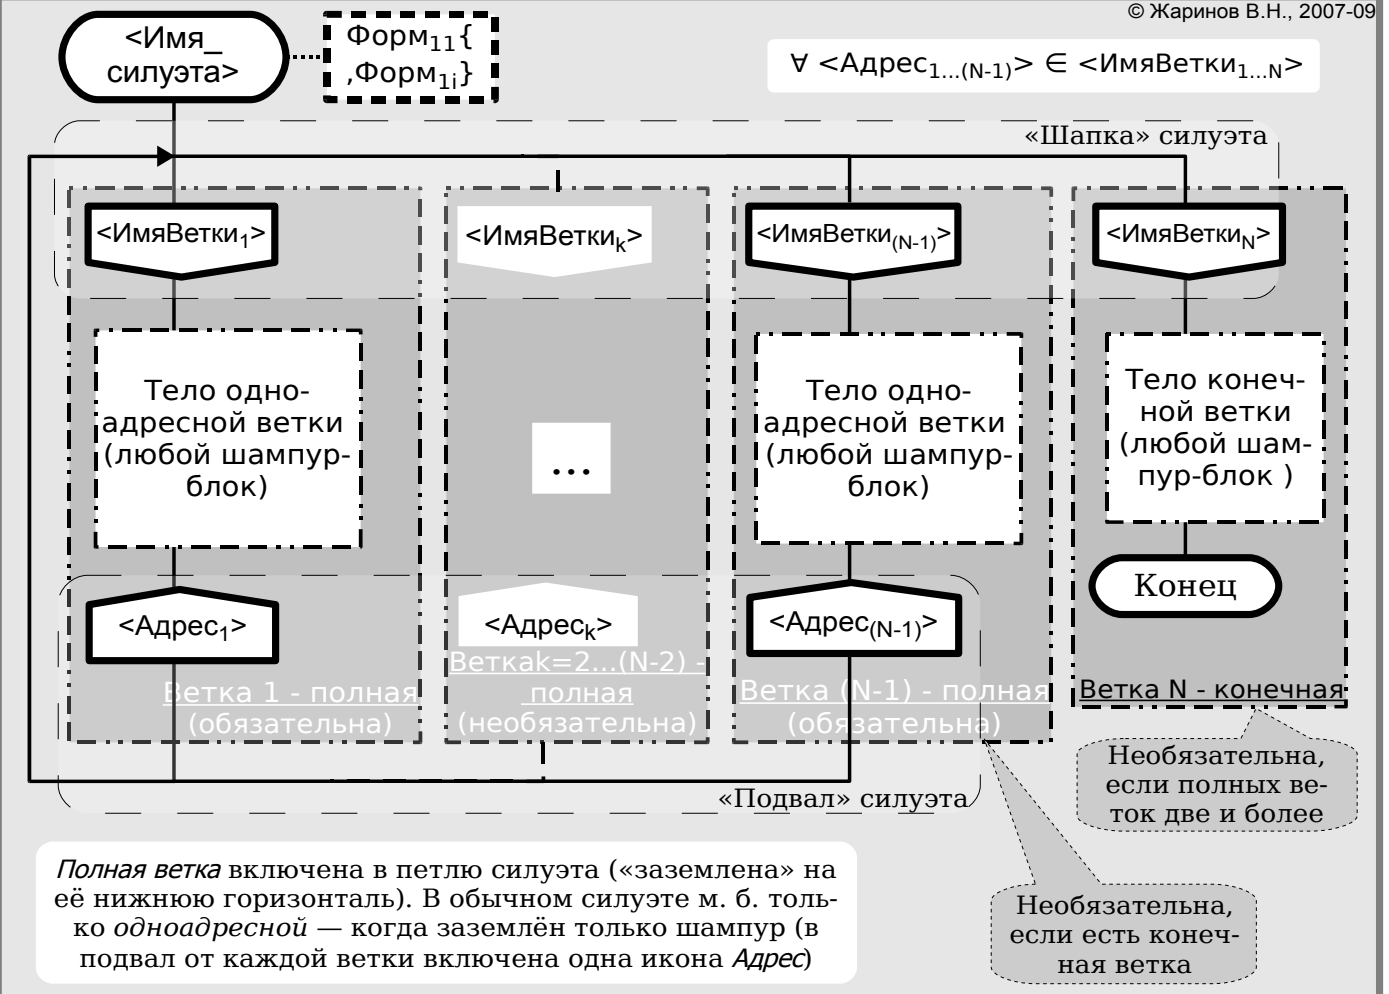 © Жаринов В.Н., 2007-09
<Имя_
силуэта>
Форм11{
,Форм1i}
∀ <Адрес1...(N-1)> ∈ <ИмяВетки1...N>
«Шапка» силуэта
<ИмяВетки1>
<ИмяВеткиk>
<ИмяВетки(N-1)>
<ИмяВеткиN>
Тело одно-
адресной ветки
(любой шампур-
блок)
...
Тело одно-
адресной ветки
(любой шампур-
блок)
Тело конеч-
ной ветки
(любой шам-
пур-блок )
Конец
<Адрес1>
<Адресk>
<Адрес(N-1)>
Ветка 1 - полная
(обязательна)
Веткаk=2...(N-2) -
полная
(необязательна)
Ветка (N-1) - полная
(обязательна)
Ветка N - конечная
Необязательна,
если полных ве-
ток две и более
«Подвал» силуэта
Полная ветка включена в петлю силуэта («заземлена» на
её нижнюю горизонталь). В обычном силуэте м. б. толь-
ко одноадресной — когда заземлён только шампур (в
подвал от каждой ветки включена одна икона Адрес)
Необязательна,
если есть конеч-
ная ветка